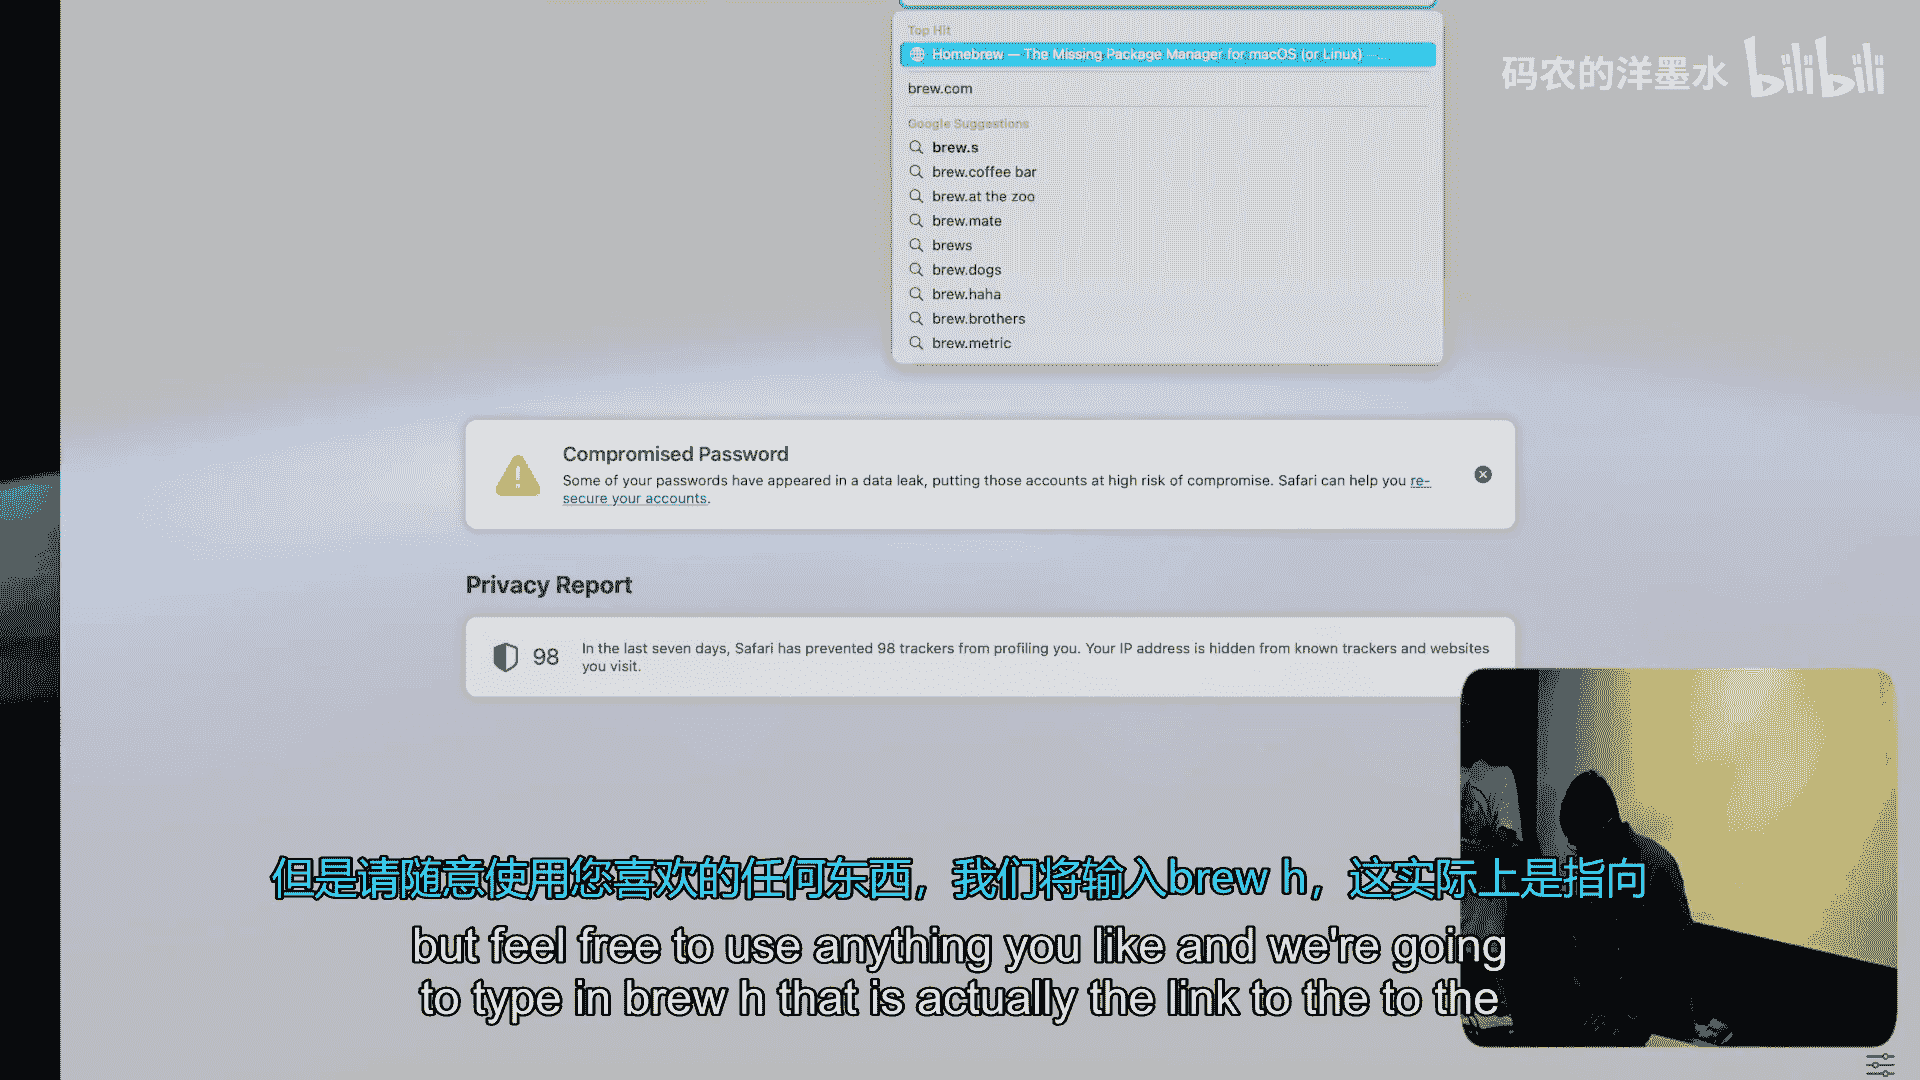 Top Hit
Homebrew — The Missing Package Manager for macOS (or Linux) —...
brew.com
Google Suggestions
brew.s
brew.coffee bar
brew.at the zoo
brew.mate
brews
brew.dogs
brew.haha
brew.brothers
brew.metric
码农的洋墨水 bilibili
Compromised Password
Some of your passwords have appeared in a data leak, putting those accounts at high risk of compromise. Safari can help you re-
secure your accounts.
Privacy Report
98
In the last seven days, Safari has prevented 98 trackers from profiling you. Your IP address is hidden from known trackers and websites
you visit.
但是请随意使用您喜欢的任何东西，我们将输入brew h，这实际上是指向
but feel free to use anything you like and we're going
to type in brew h that is actually the link to the to the